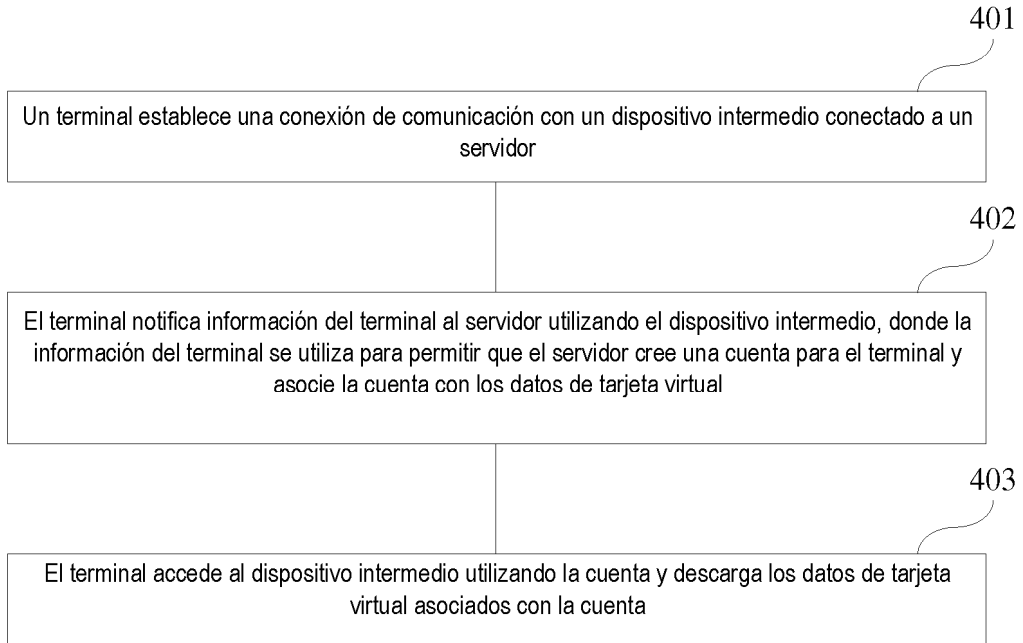 401
Un terminal establece una conexión de comunicación con un dispositivo intermedio conectado a un
servidor
402
El terminal notifica información del terminal al servidor utilizando el dispositivo intermedio, donde la
información del terminal se utiliza para permitir que el servidor cree una cuenta para el terminal y
asocie la cuenta con los datos de tarjeta virtual
403
El terminal accede al dispositivo intermedio utilizando la cuenta y descarga los datos de tarjeta
virtual asociados con la cuenta